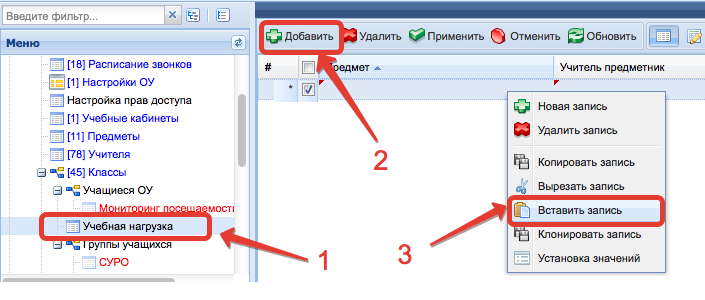 Введите фильтр...
Меню
[18] Расписание звонков
[1] Настройки ОУ
Настройка прав доступа
[1] Учебные кабинеты
[11] Предметы
[78] Учителя
[45] Классы
Учащиеся ОУ
Мониторинг посещаемости
Учебная нагрузка
Группы учащихся
СУРО
1
Добавить Удалить Применить Отменить Обновить
# Предмет Учитель предметник
*
2
Новая запись
Удалить запись
Копировать запись
Вырезать запись
Вставить запись
Клонировать запись
Установка значений
3